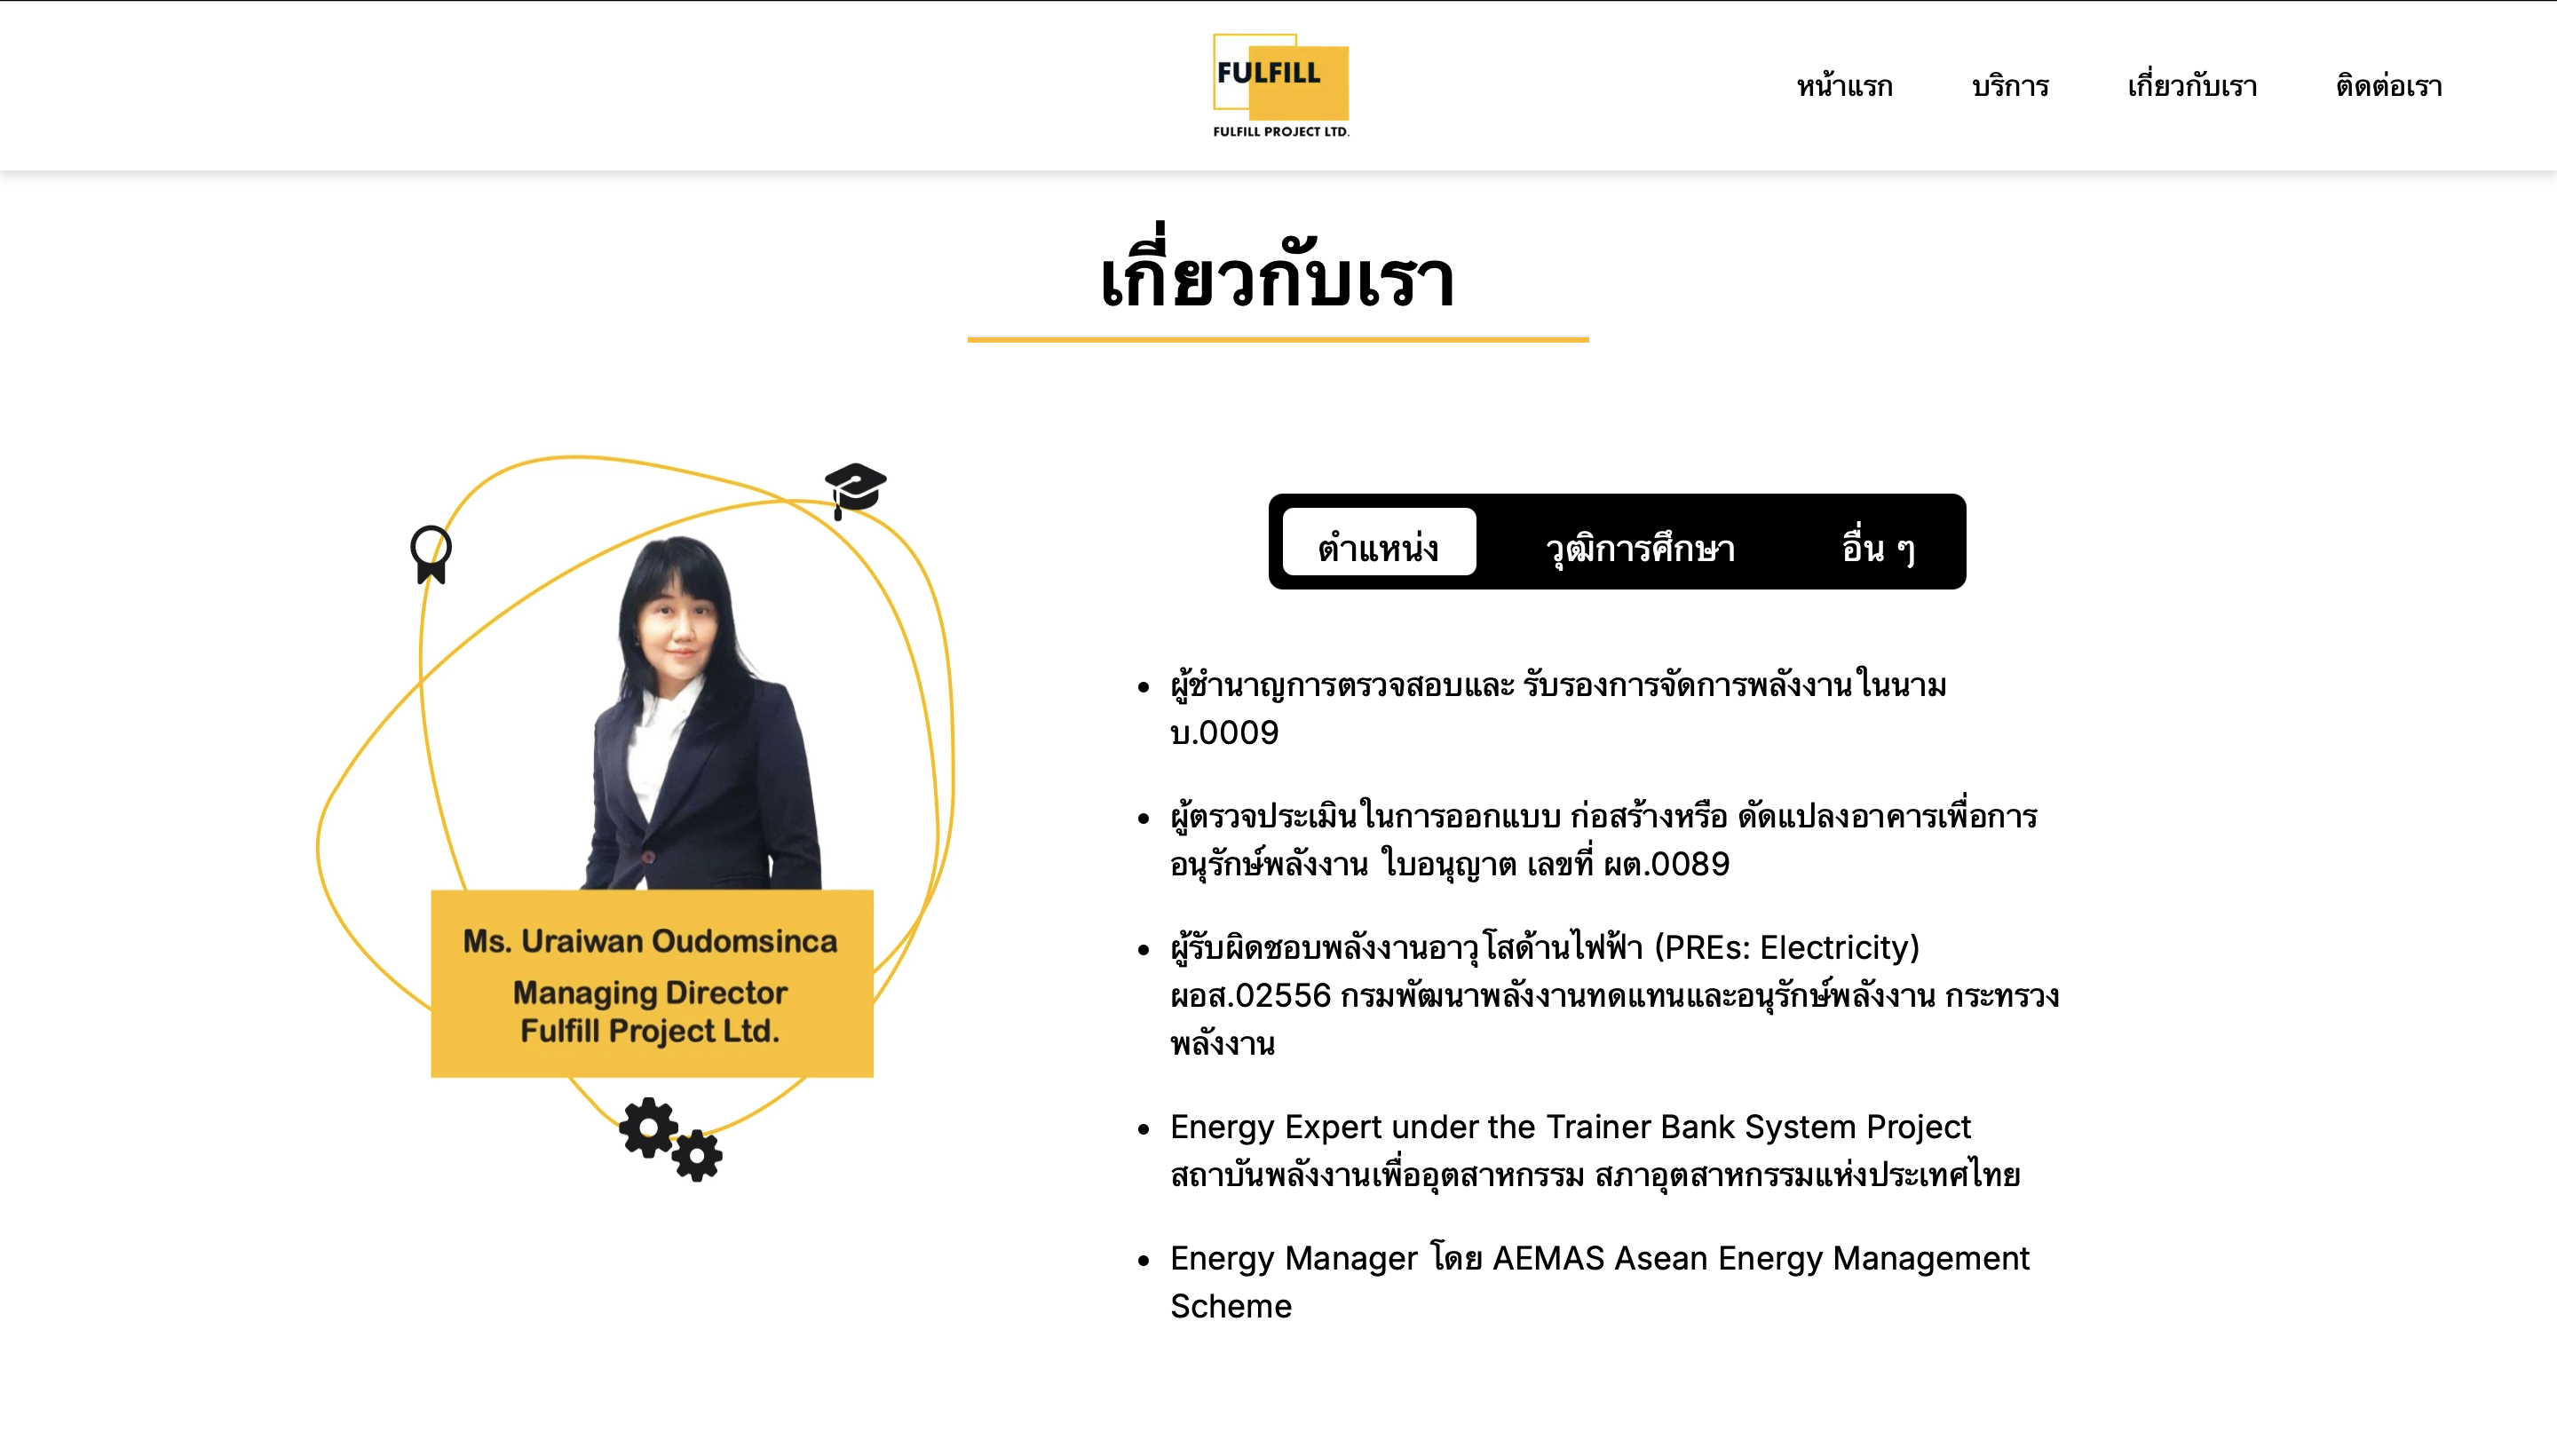 FULFILL
FULFILL PROJECT LTD.
หน้าแรก
บริการ
เกี่ยวกับเรา
ติดต่อเรา
เกี่ยวกับเรา
Ms. Uraiwan Oudomsinca
Managing Director
Fulfill Project Ltd.
ตำแหน่ง
วุฒิการศึกษา
อื่น ๆ
• ผู้ชำนาญการตรวจสอบและ รับรองการจัดการพลังงานในนาม
บ.0009
• ผู้ตรวจประเมินในการออกแบบ ก่อสร้างหรือ ดัดแปลงอาคารเพื่อการ
อนุรักษ์พลังงาน ใบอนุญาต เลขที่ ผต.0089
• ผู้รับผิดชอบพลังงานอาวุโสด้านไฟฟ้า (PREs: Electricity)
ผอส.02556 กรมพัฒนาพลังงานทดแทนและอนุรักษ์พลังงาน กระทรวง
พลังงาน
• Energy Expert under the Trainer Bank System Project
สถาบันพลังงานเพื่ออุตสาหกรรม สภาอุตสาหกรรมแห่งประเทศไทย
• Energy Manager โดย AEMAS Asean Energy Management
Scheme